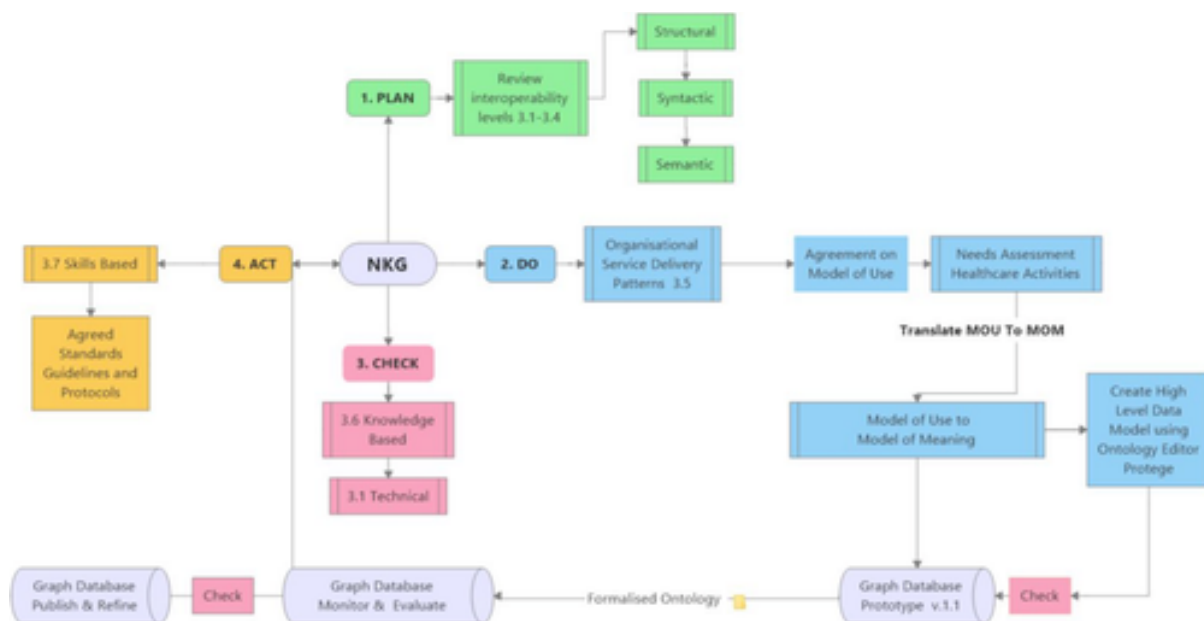 Structural
1. PLAN
Review
interoperability
levels 3.1-3.4
Syntactic
Semantic
3.7 Skills Based
4. ACT
NKG
2. DO
Organisational
Service Delivery
Patterns 3.5
Agreement on
Model of Use
Needs Assessment
Healthcare Activities
Agreed
Standards
Guidelines and
Protocols
Translate MOU To MOM
3. CHECK
3.6 Knowledge
Based
3.1 Technical
Model of Use to
Model of Meaning
Create High
Level Data
Model using
Ontology Editor
Protege
Graph Database
Publish & Refine
Check
Graph Database
Monitor & Evaluate
Formalised Ontology
Graph Database
Prototype v.1.1
Check